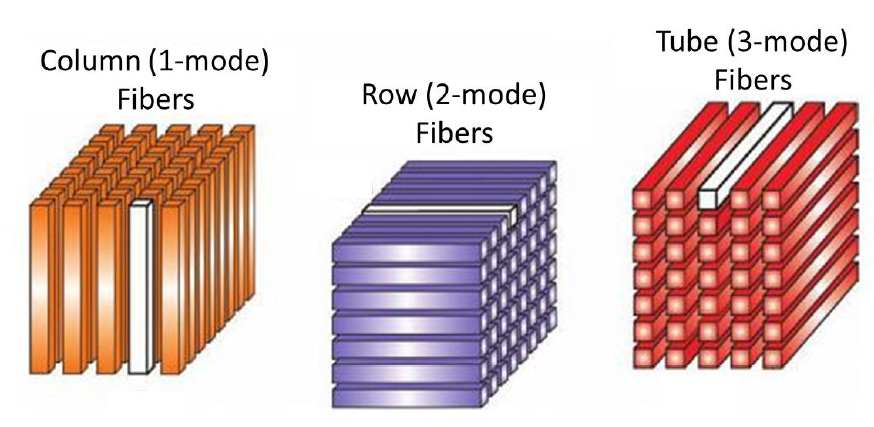 Column (1-mode)
Fibers
Row (2-mode)
Fibers
Tube (3-mode)
Fibers